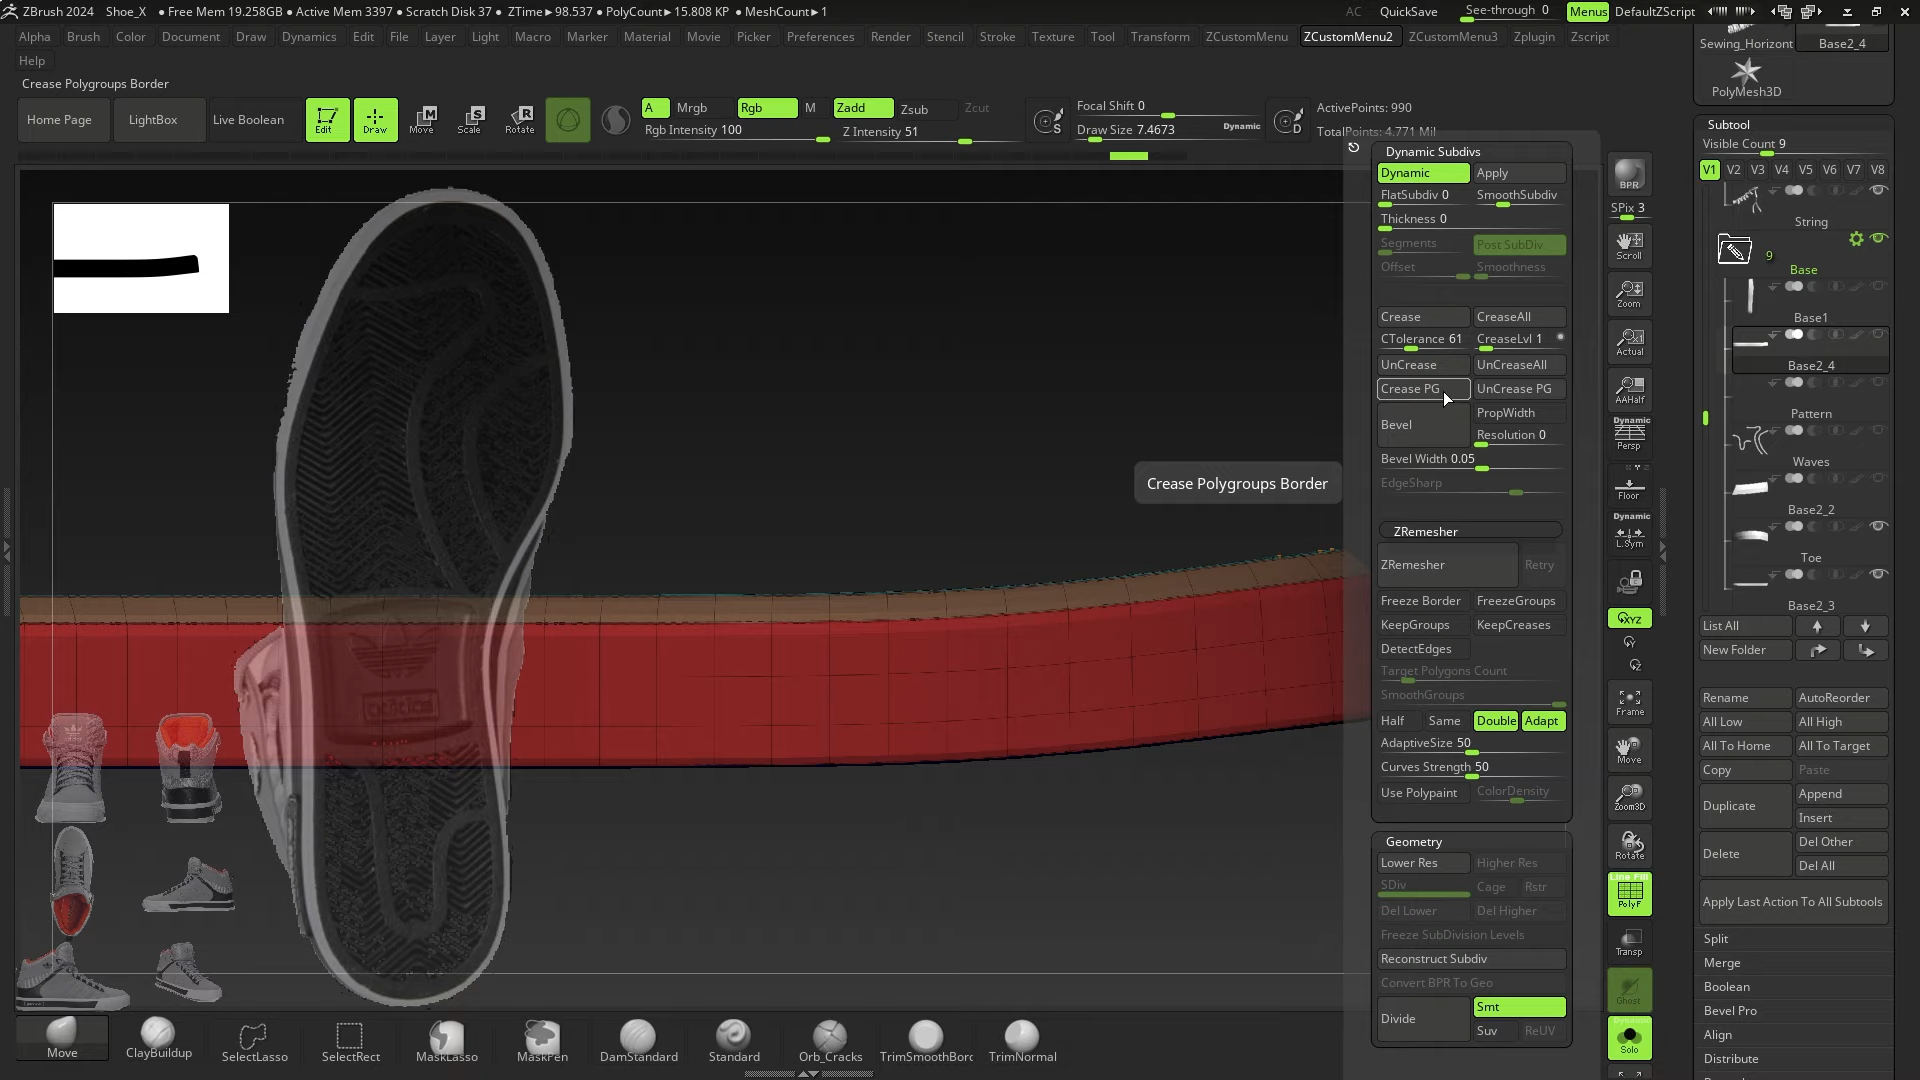 ZBrush 2024 Shoe_X ● Free Mem 19.258GB ● Active Mem 3397 ● Scratch Disk 37 ● ZTime►98.537 ● PolyCount►15.808 KP ● MeshCount►1
AC QuickSave See-through 0 Menus DefaultZScript
Alpha Brush Color Document Draw Dynamics Edit File Layer Light Macro Marker Material Movie Picker Preferences Render Stencil Stroke Texture Tool Transform ZCustomMenu ZCustomMenu2 ZCustomMenu3 Zplugin Zscript
Help
Crease Polygroups Border
Home Page LightBox Live Boolean Edit Draw Move Scale Rotate
A Mrgb Rgb M Zadd Zsub Zcut
Rgb Intensity 100 Z Intensity 51
S Focal Shift 0
Draw Size 7.4673 Dynamic
D ActivePoints: 990
TotalPoints: 4.771 Mil
Dynamic Subdivs
Dynamic Apply
FlatSubdiv 0 SmoothSubdiv
Thickness 0
Segments Post SubDiv
Offset Smoothness
Crease CreaseAll
CTolerance 61 CreaseLvl 1
UnCrease UnCreaseAll
Crease PG UnCrease PG
Bevel PropWidth
Resolution 0
Bevel Width 0.05
EdgeSharp
Crease Polygroups Border
ZRemesher
ZRemesher Retry
Freeze Border FreezeGroups
KeepGroups KeepCreases
DetectEdges
Target Polygons Count
SmoothGroups
Half Same Double Adapt
AdaptiveSize 50
Curves Strength 50
Use Polypaint ColorDensity
Geometry
Lower Res Higher Res
SDiv Cage Rstr
Del Lower Del Higher
Freeze SubDivision Levels
Reconstruct Subdiv
Convert BPR To Geo
Divide Smt
Suv ReUV
BPR
SPix 3
Scroll
Zoom
Actual
AAHalf
Dynamic
Persp
Floor
Dynamic
L.Sym
XYZ
Frame
Move
Zoom3D
Rotate
Line Fill
PolyF
Transp
Ghost
Dynamic
Solo
Sewing_Horizont Base2_4
PolyMesh3D
Subtool
Visible Count 9
V1 V2 V3 V4 V5 V6 V7 V8
String
9
Base
Base1
Base2_4
Pattern
Waves
Base2_2
Toe
Base2_3
List All
New Folder
Rename AutoReorder
All Low All High
All To Home All To Target
Copy Paste
Duplicate Append
Insert
Delete Del Other
Del All
Apply Last Action To All Subtools
Split
Merge
Boolean
Bevel Pro
Align
Distribute
adidas
Move ClayBuildup SelectLasso SelectRect MaskLasso MaskPen DamStandard Standard Orb_Cracks TrimSmoothBorc TrimNormal